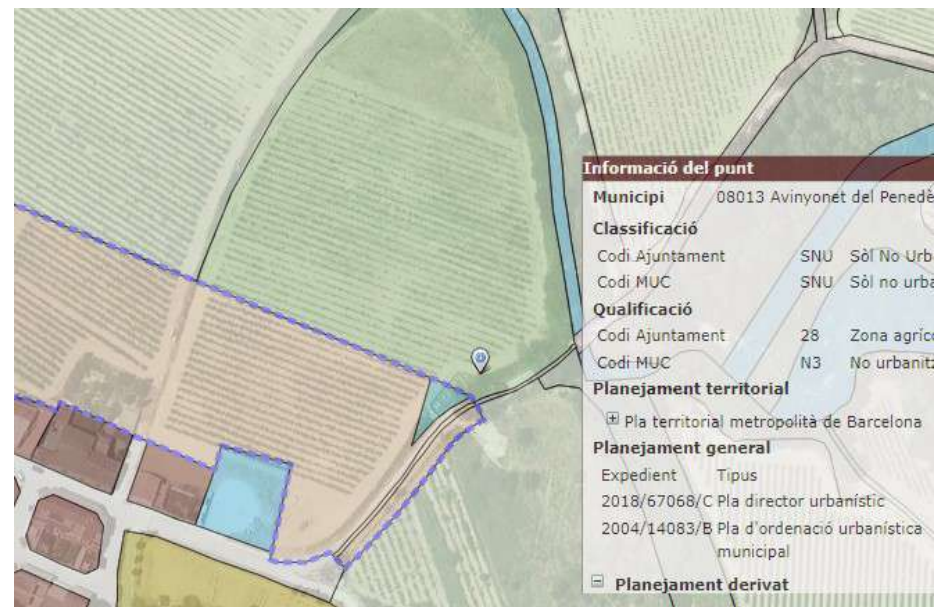 Informació del punt
Municipi 08013 Avinyonet del Penedè
Classificació
Codi Ajuntament SNU Sòl No Urb
Codi MUC SNU Sòl no urba
Qualificació
Codi Ajuntament 28 Zona agríco
Codi MUC N3 No urbanitz
Planejament territorial
Pla territorial metropolità de Barcelona
Planejament general
Expedient Tipus
2018/67068/C Pla director urbanístic
2004/14083/B Pla d'ordenació urbanística
municipal
Planejament derivat